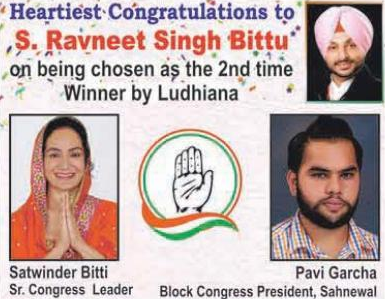 Heartiest Congratulations to
S. Ravneet Singh Bittu
on being chosen as the 2nd time
Winner by Ludhiana
Satwinder Bitti
Sr. Congress Leader
Pavi Garcha
Block Congress President, Sahnewal